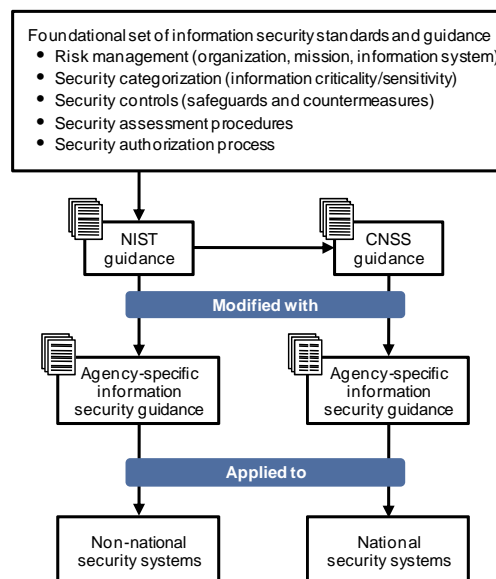 Foundational set of information security standards and guidance
• Risk management (organization, mission, information system)
• Security categorization (information criticality/sensitivity)
• Security controls (safeguards and countermeasures)
• Security assessment procedures
• Security authorization process
NIST
guidance
CNSS
guidance
Modified with
Agency-specific
information
security guidance
Agency-specific
information
security guidance
Applied to
Non-national
security systems
National
security systems